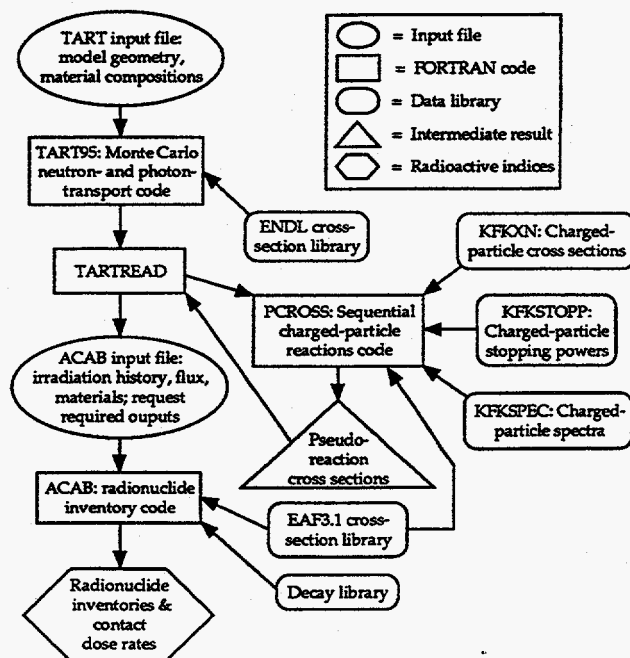 TART input file:
model geometry,
material compositions
= Input file
= FORTRAN code
= Data library
= Intermediate result
= Radioactive indices
TART95: Monte Carlo
neutron- and photon-
transport code
ENDL cross-
section library
KFKXN: Charged-
particle cross sections
TARTREAD
PCROSS: Sequential
charged-particle
reactions code
KFKSTOPP:
Charged-particle
stopping powers
ACAB input file:
irradiation history, flux,
materials; request
required ouputs
KFKSPEC: Charged-
particle spectra
Pseudo-
reaction
cross sections
ACAB: radionuclide
inventory code
EAF3.1 cross-
section library
Decay library
Radionuclide
inventories &
contact
dose rates